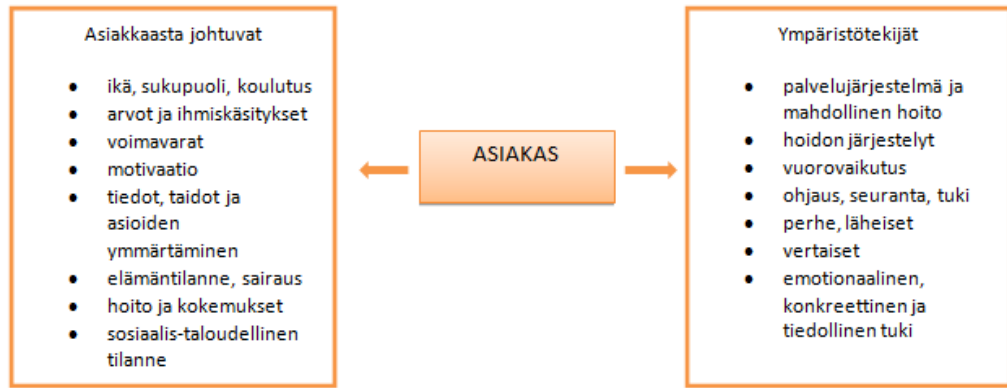 Asiakkaasta johtuvat
• ikä, sukupuoli, koulutus
• arvot ja ihmiskäsitykset
• voimavarat
• motivaatio
• tiedot, taidot ja
asioiden
ymmärtäminen
• elämäntilanne, sairaus
• hoito ja kokemukset
• sosiaalis-taloudellinen
tilanne
ASIAKAS
Ympäristötekijät
• palvelujärjestelmä ja
mahdollinen hoito
• hoidon järjestelyt
• vuorovaikutus
• ohjaus, seuranta, tuki
• perhe, läheiset
• vertaiset
• emotionaalinen,
konkreettinen ja
tiedollinen tuki